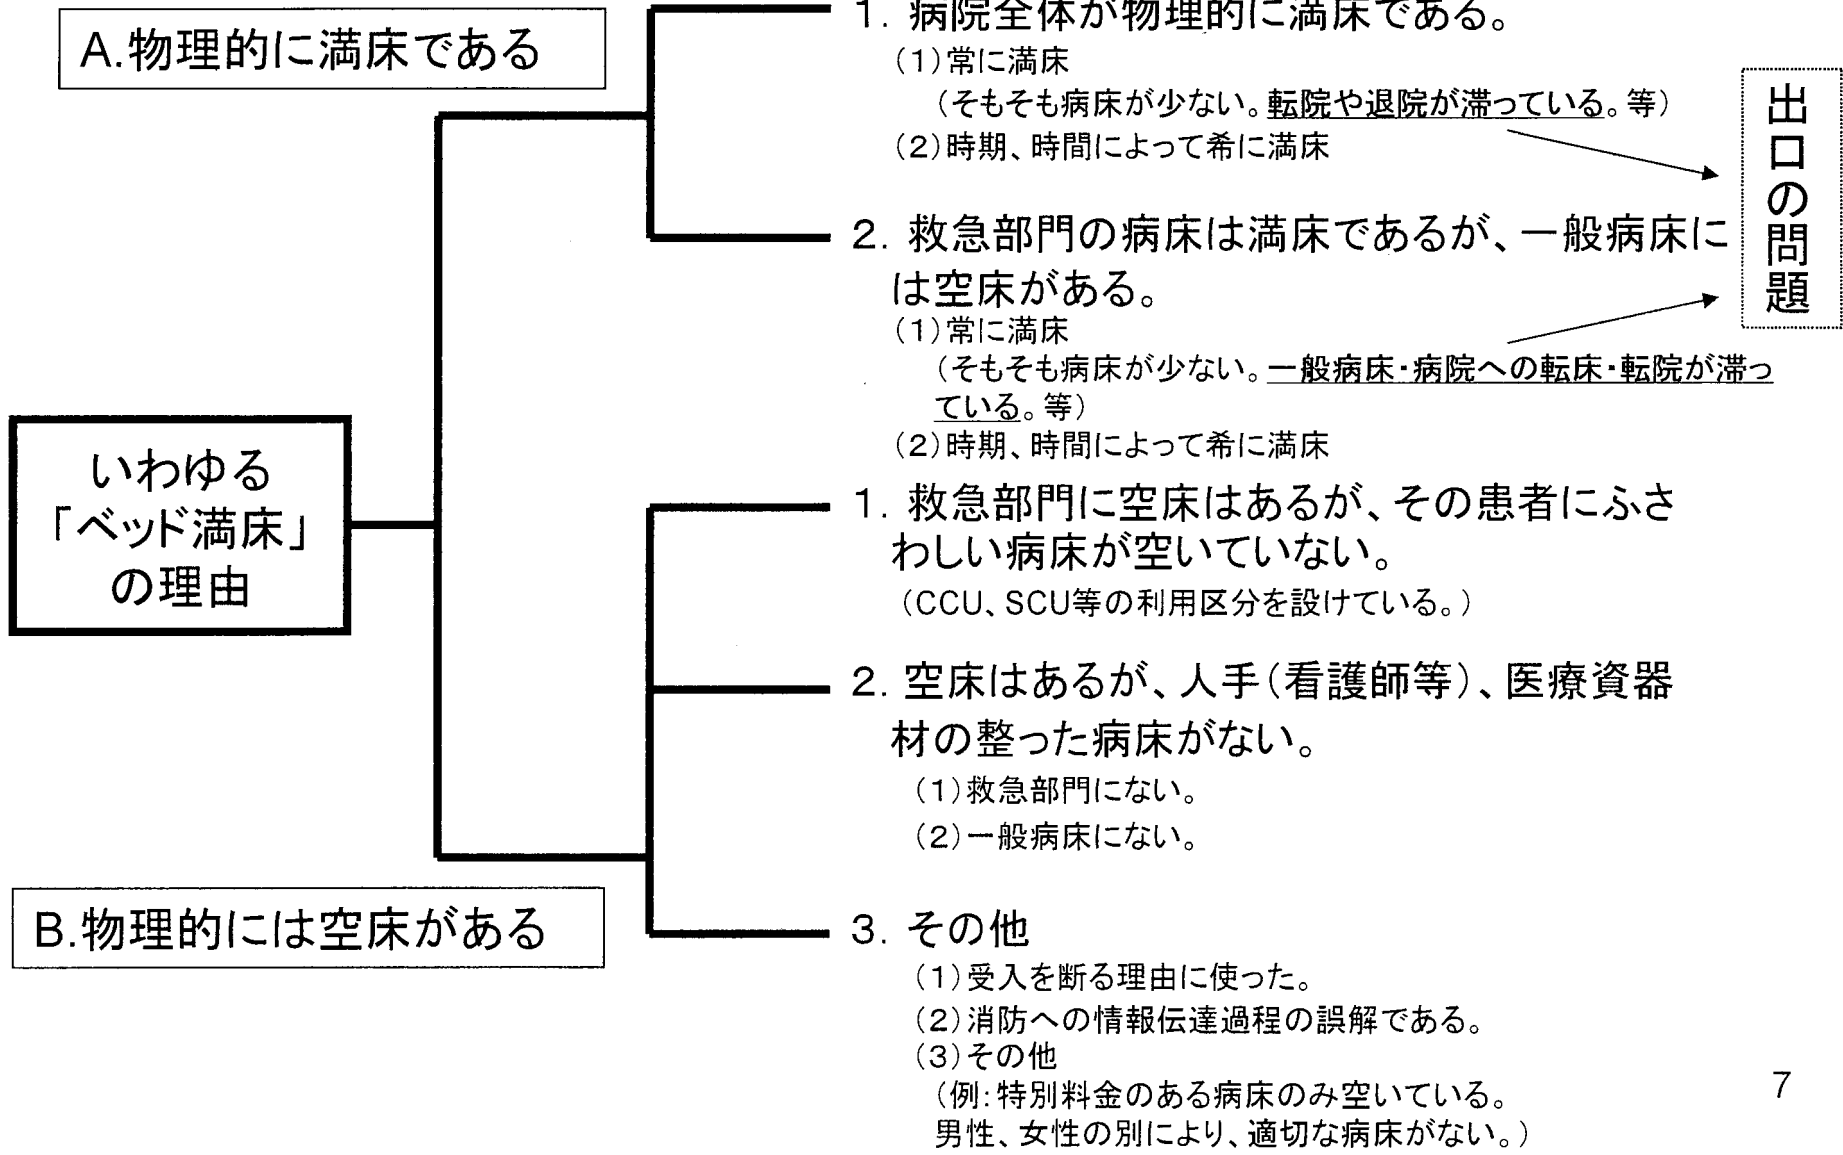 いわゆる
「ベッド満床」
の理由
A.物理的に満床である
1. 病院全体が物理的に満床である。
(1)常に満床
(そもそも病床が少ない。転院や退院が滞っている。等)
(2)時期、時間によって希に満床
2. 救急部門の病床は満床であるが、一般病床に
は空床がある。
(1)常に満床
(そもそも病床が少ない。一般病床・病院への転床・転院が滞っ
ている。等)
(2)時期、時間によって希に満床
出口の問題
B.物理的には空床がある
1. 救急部門に空床はあるが、その患者にふさ
わしい病床が空いていない。
(CCU、SCU等の利用区分を設けている。)
2. 空床はあるが、人手(看護師等)、医療資器
材の整った病床がない。
(1)救急部門にない。
(2)一般病床にない。
3. その他
(1)受入を断る理由に使った。
(2)消防への情報伝達過程の誤解である。
(3)その他
(例:特別料金のある病床のみ空いている。
男性、女性の別により、適切な病床がない。)
7